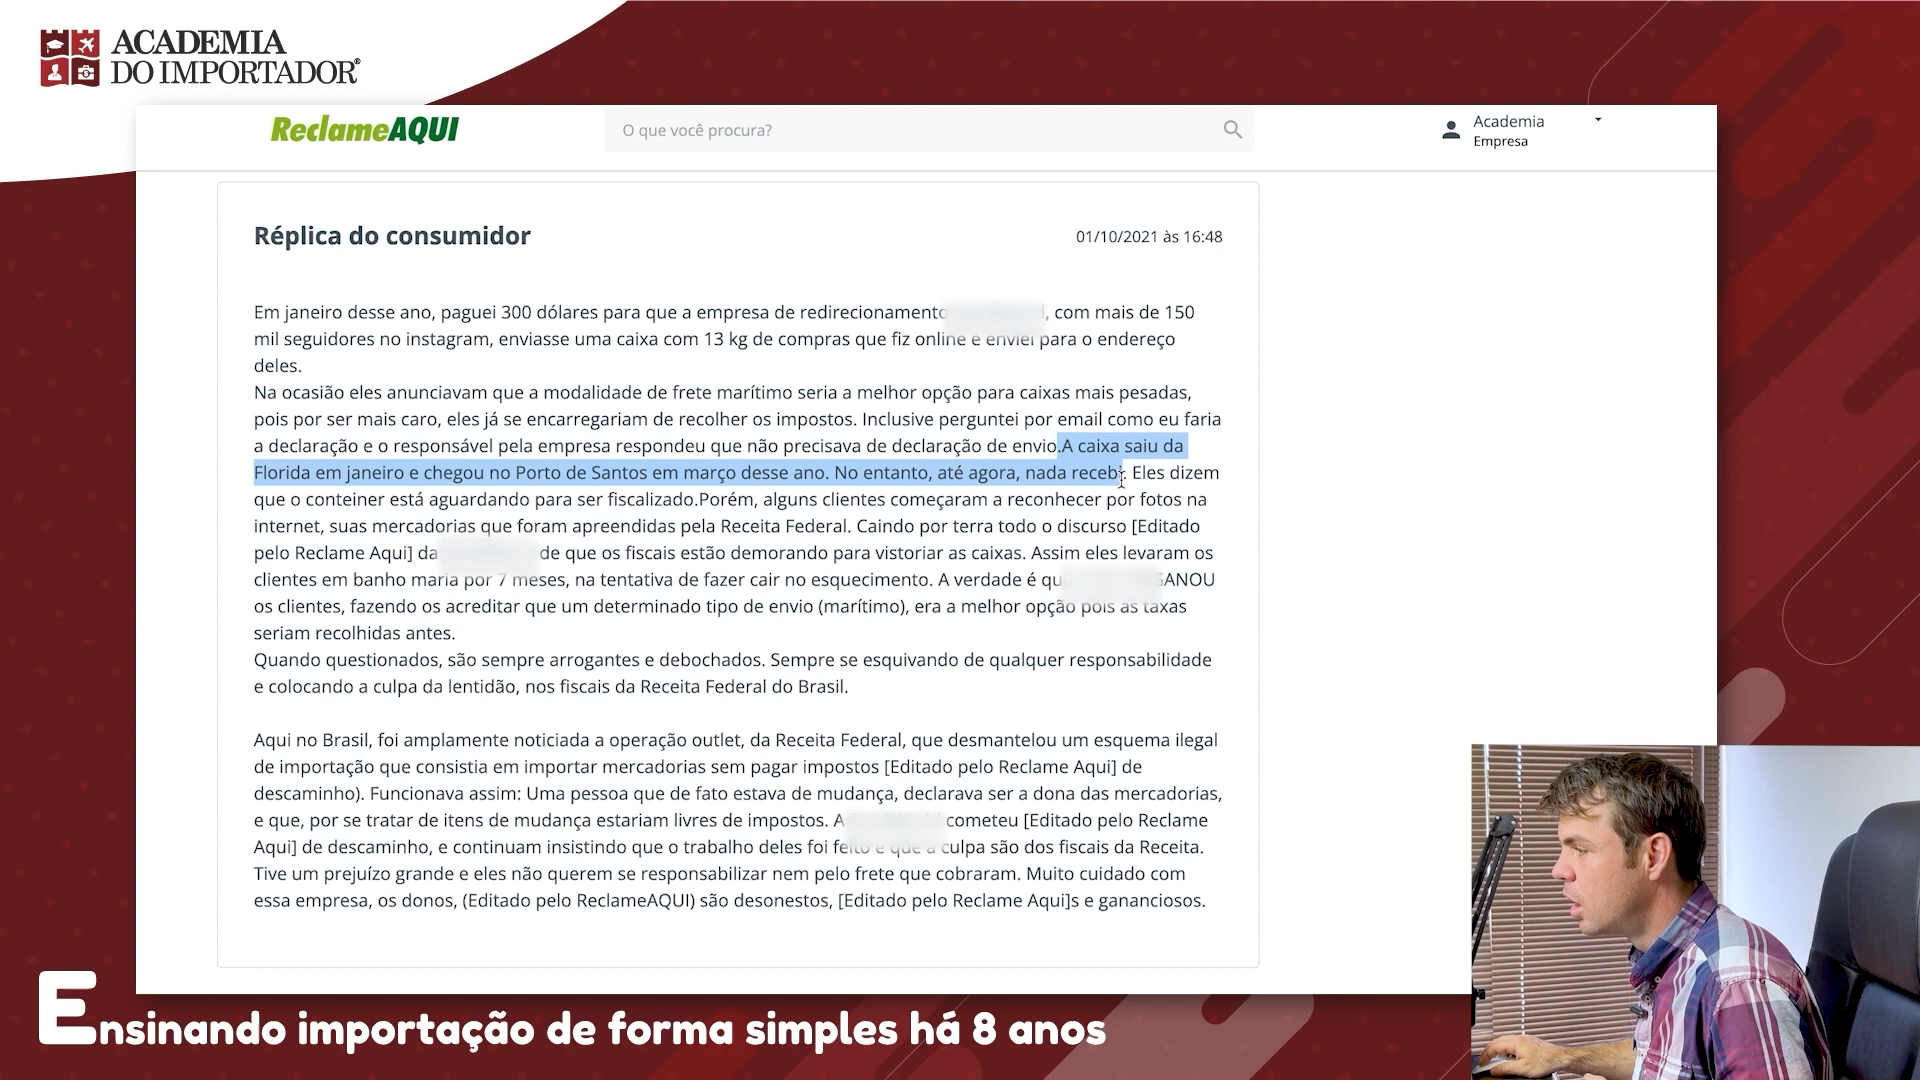 ACADEMIA
DO IMPORTADOR®
ReclameAQUI
O que você procura?
Academia
Empresa
Réplica do consumidor
01/10/2021 às 16:48
Em janeiro desse ano, paguei 300 dólares para que a empresa de redirecionamento , com mais de 150
mil seguidores no instagram, enviasse uma caixa com 13 kg de compras que fiz online e enviei para o endereço
deles.
Na ocasião eles anunciavam que a modalidade de frete marítimo seria a melhor opção para caixas mais pesadas,
pois por ser mais caro, eles já se encarregariam de recolher os impostos. Inclusive perguntei por email como eu faria
a declaração e o responsável pela empresa respondeu que não precisava de declaração de envio.A caixa saiu da
Florida em janeiro e chegou no Porto de Santos em março desse ano. No entanto, até agora, nada recebi. Eles dizem
que o conteiner está aguardando para ser fiscalizado.Porém, alguns clientes começaram a reconhecer por fotos na
internet, suas mercadorias que foram apreendidas pela Receita Federal. Caindo por terra todo o discurso [Editado
pelo Reclame Aqui] da de que os fiscais estão demorando para vistoriar as caixas. Assim eles levaram os
clientes em banho maria por 7 meses, na tentativa de fazer cair no esquecimento. A verdade é qu GANOU
os clientes, fazendo os acreditar que um determinado tipo de envio (marítimo), era a melhor opção pois as taxas
seriam recolhidas antes.
Quando questionados, são sempre arrogantes e debochados. Sempre se esquivando de qualquer responsabilidade
e colocando a culpa da lentidão, nos fiscais da Receita Federal do Brasil.
Aqui no Brasil, foi amplamente noticiada a operação outlet, da Receita Federal, que desmantelou um esquema ilegal
de importação que consistia em importar mercadorias sem pagar impostos [Editado pelo Reclame Aqui] de
descaminho). Funcionava assim: Uma pessoa que de fato estava de mudança, declarava ser a dona das mercadorias,
e que, por se tratar de itens de mudança estariam livres de impostos. A cometeu [Editado pelo Reclame
Aqui] de descaminho, e continuam insistindo que o trabalho deles foi feito e que a culpa são dos fiscais da Receita.
Tive um prejuízo grande e eles não querem se responsabilizar nem pelo frete que cobraram. Muito cuidado com
essa empresa, os donos, (Editado pelo ReclameAQUI) são desonestos, [Editado pelo Reclame Aqui]s e gananciosos.
Ensinando importação de forma simples há 8 anos